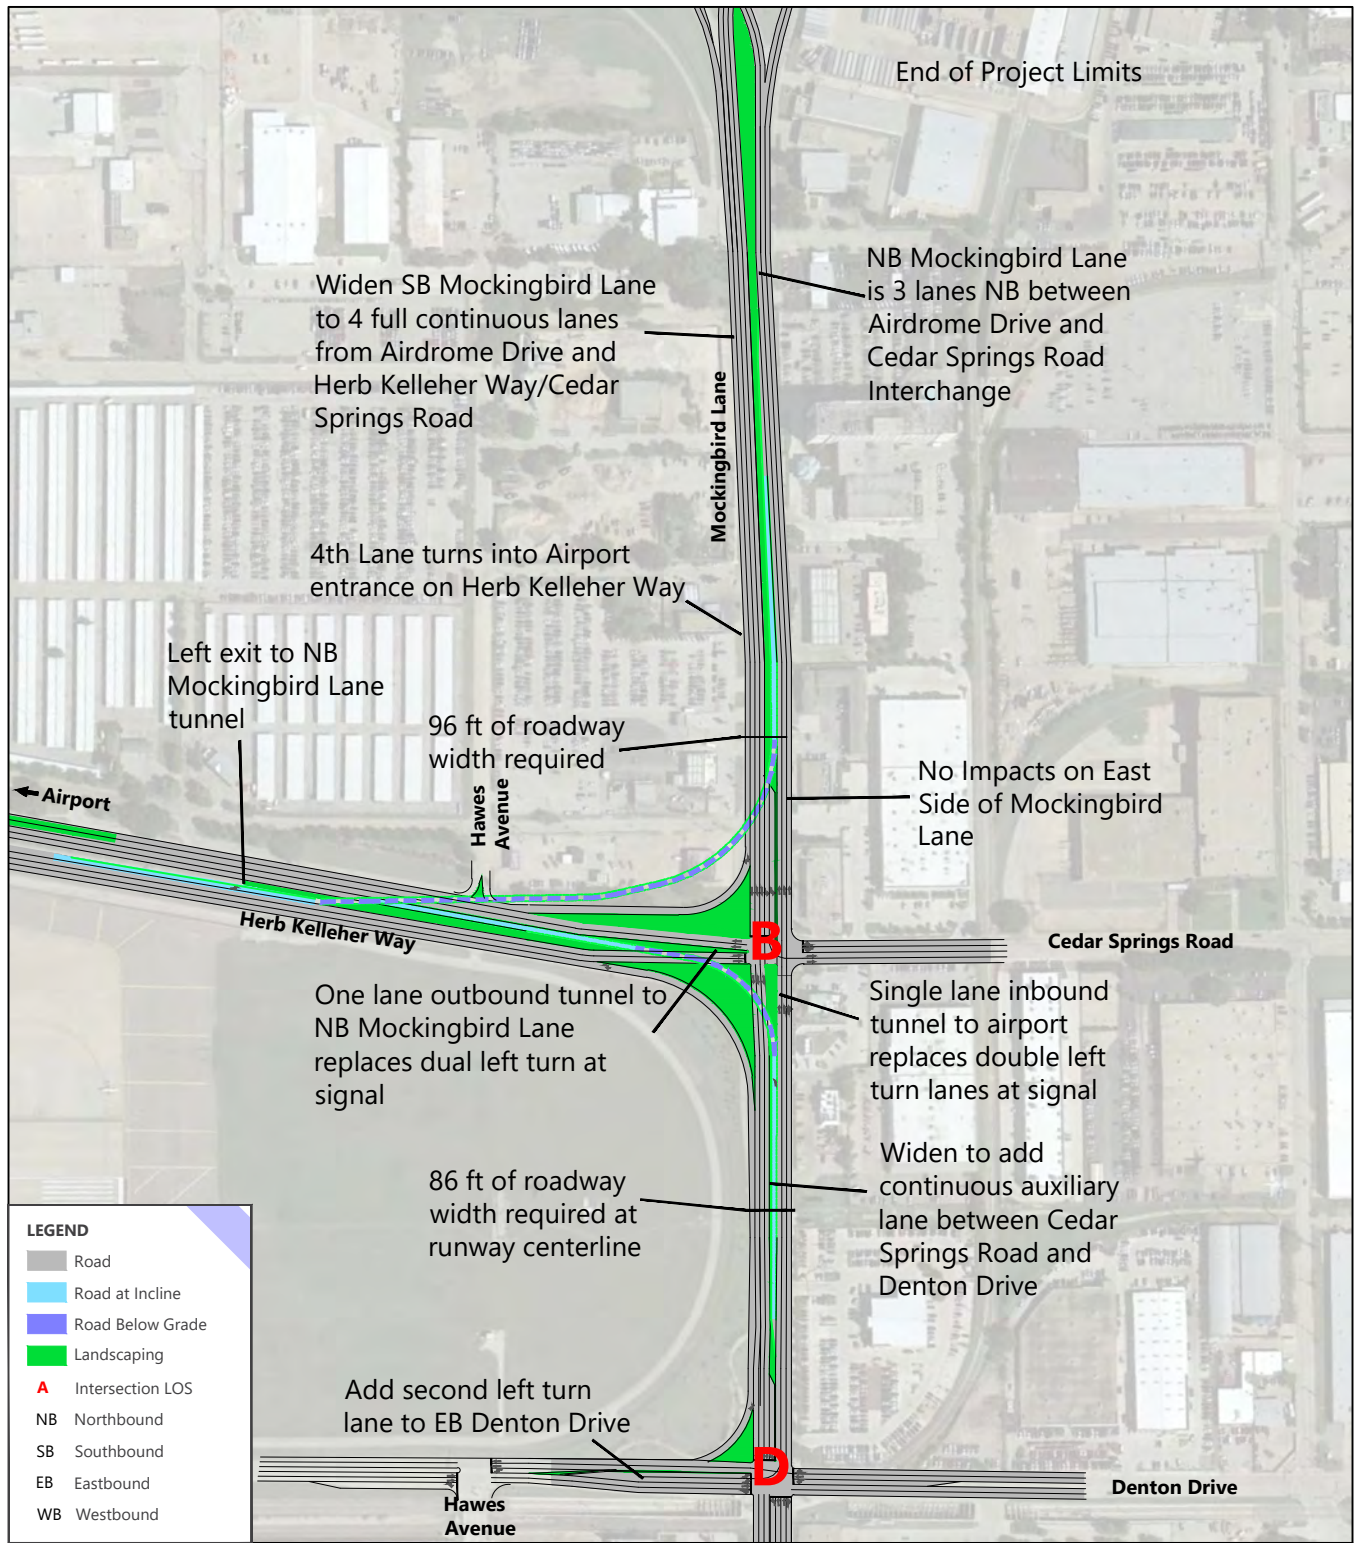 End of Project Limits
NB Mockingbird Lane
is 3 lanes NB between
Airdrome Drive and
Cedar Springs Road
Interchange
Widen SB Mockingbird Lane
to 4 full continuous lanes
from Airdrome Drive and
Herb Kelleher Way/Cedar
Springs Road
Mockingbird Lane
4th Lane turns into Airport
entrance on Herb Kelleher Way
Left exit to NB
Mockingbird Lane
tunnel
96 ft of roadway
width required
No Impacts on East
Side of Mockingbird
Lane
Airport
Hawes
Avenue
Herb Kelleher Way
B
Cedar Springs Road
One lane outbound tunnel to
NB Mockingbird Lane
replaces dual left turn at
signal
Single lane inbound
tunnel to airport
replaces double left
turn lanes at signal
86 ft of roadway
width required at
runway centerline
Widen to add
continuous auxiliary
lane between Cedar
Springs Road and
Denton Drive
Add second left turn
lane to EB Denton Drive
D
Denton Drive
Hawes
Avenue
LEGEND
Road
Road at Incline
Road Below Grade
Landscaping
A Intersection LOS
NB Northbound
SB Southbound
EB Eastbound
WB Westbound